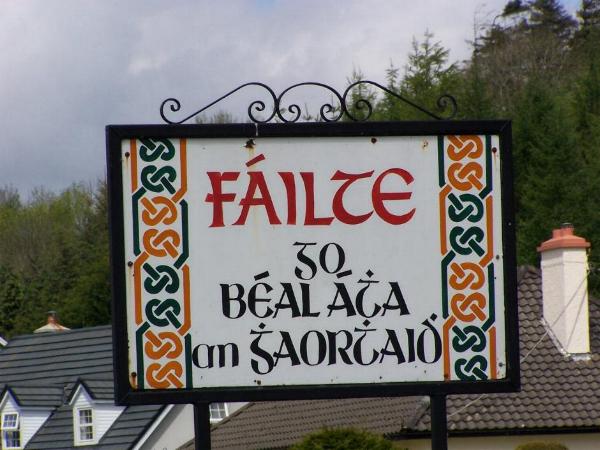 FÁILTE
go
BÉAL ÁṪA
an ĠAORṪAIḊ